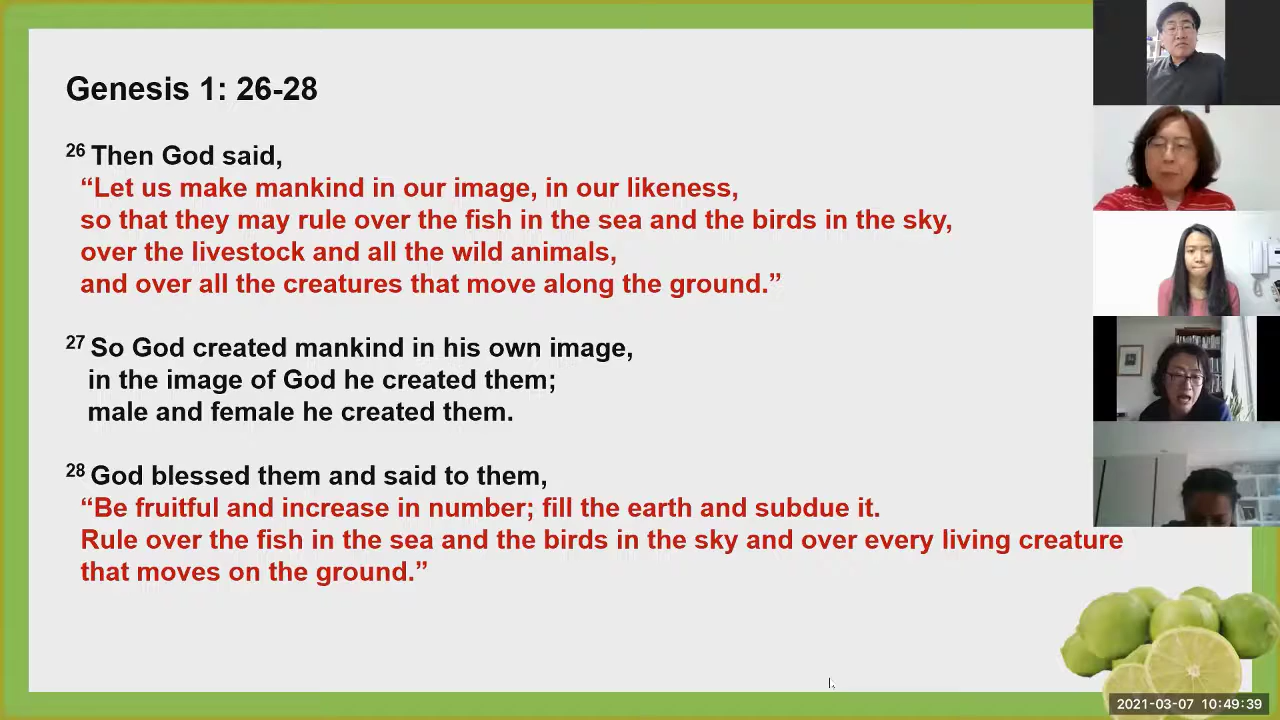 Genesis 1: 26-28
26 Then God said,
“Let us make mankind in our image, in our likeness,
so that they may rule over the fish in the sea and the birds in the sky,
over the livestock and all the wild animals,
and over all the creatures that move along the ground.”
27 So God created mankind in his own image,
in the image of God he created them;
male and female he created them.
28 God blessed them and said to them,
“Be fruitful and increase in number; fill the earth and subdue it.
Rule over the fish in the sea and the birds in the sky and over every living creature
that moves on the ground.”
2021-03-07 10:49:39